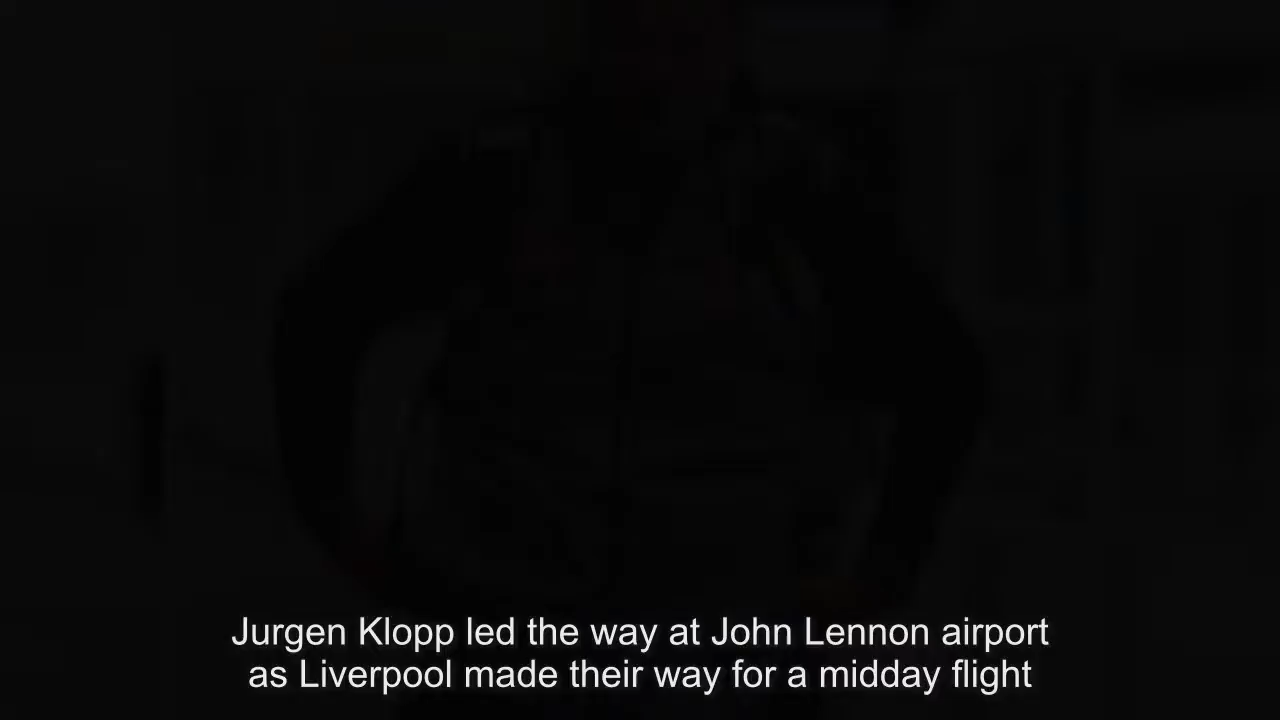 Jurgen Klopp led the way at John Lennon airport
as Liverpool made their way for a midday flight